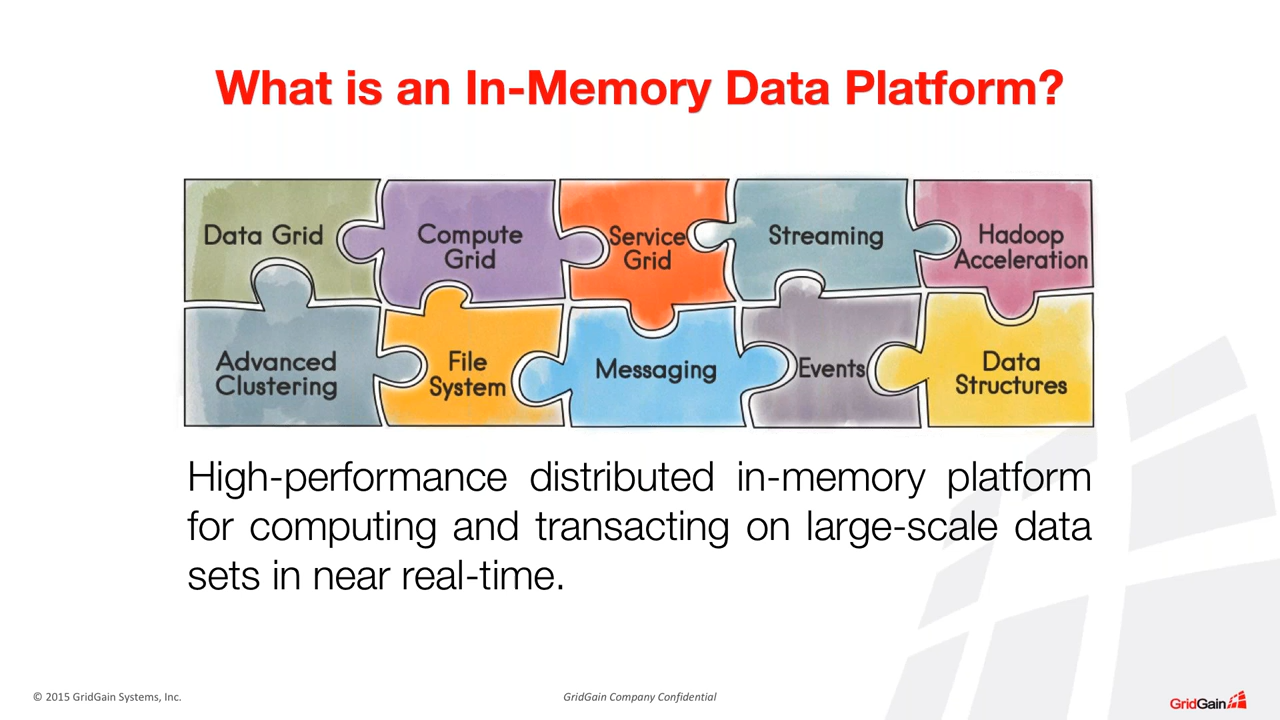 What is an In-Memory Data Platform?
Data Grid
Compute
Grid
Service
Grid
Streaming
Hadoop
Acceleration
Advanced
Clustering
File
System
Messaging
Events
Data
Structures
High-performance distributed in-memory platform
for computing and transacting on large-scale data
sets in near real-time.
© 2015 GridGain Systems, Inc.
GridGain Company Confidential
GridGain